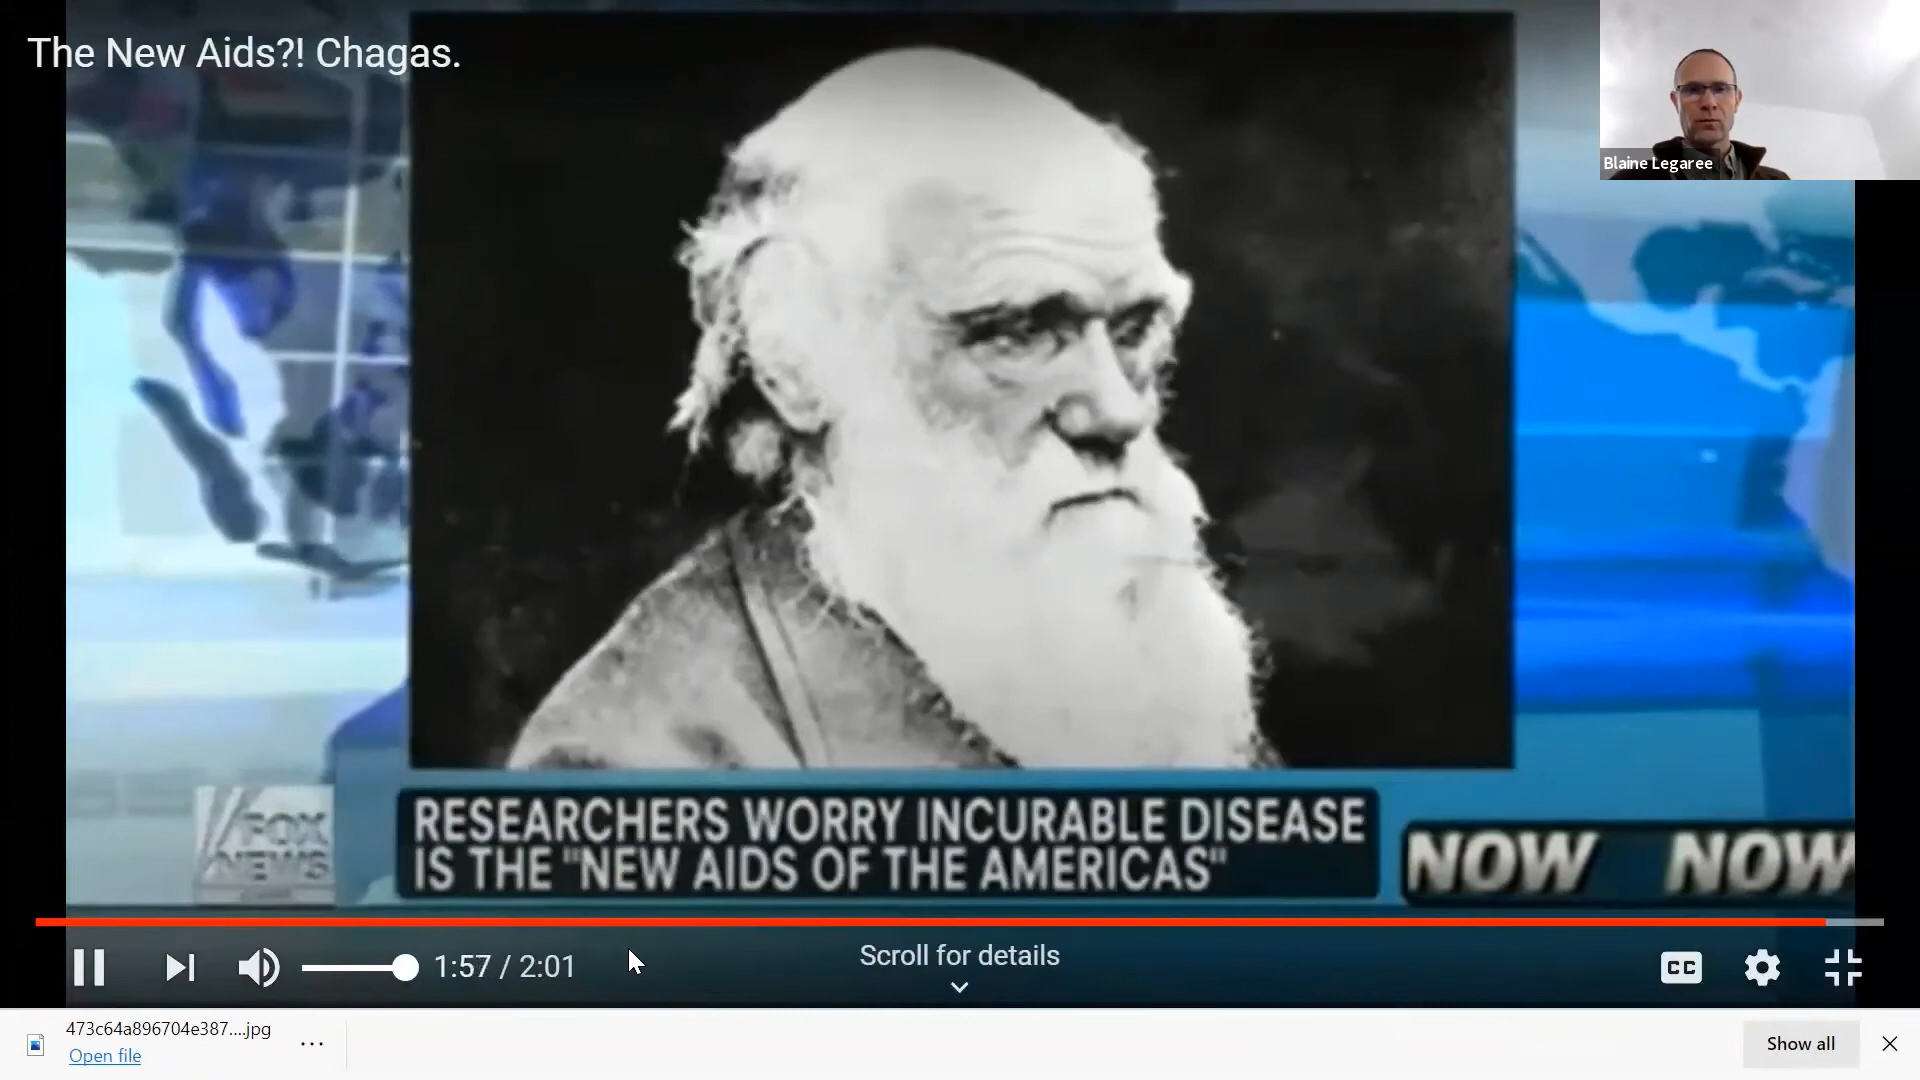 The New Aids?! Chagas.
Blaine Legaree
FOX
NEWS
RESEARCHERS WORRY INCURABLE DISEASE
IS THE "NEW AIDS OF THE AMERICAS"
NOW NOW
1:57 / 2:01
Scroll for details
CC
473c64a896704e387....jpg
Open file
Show all